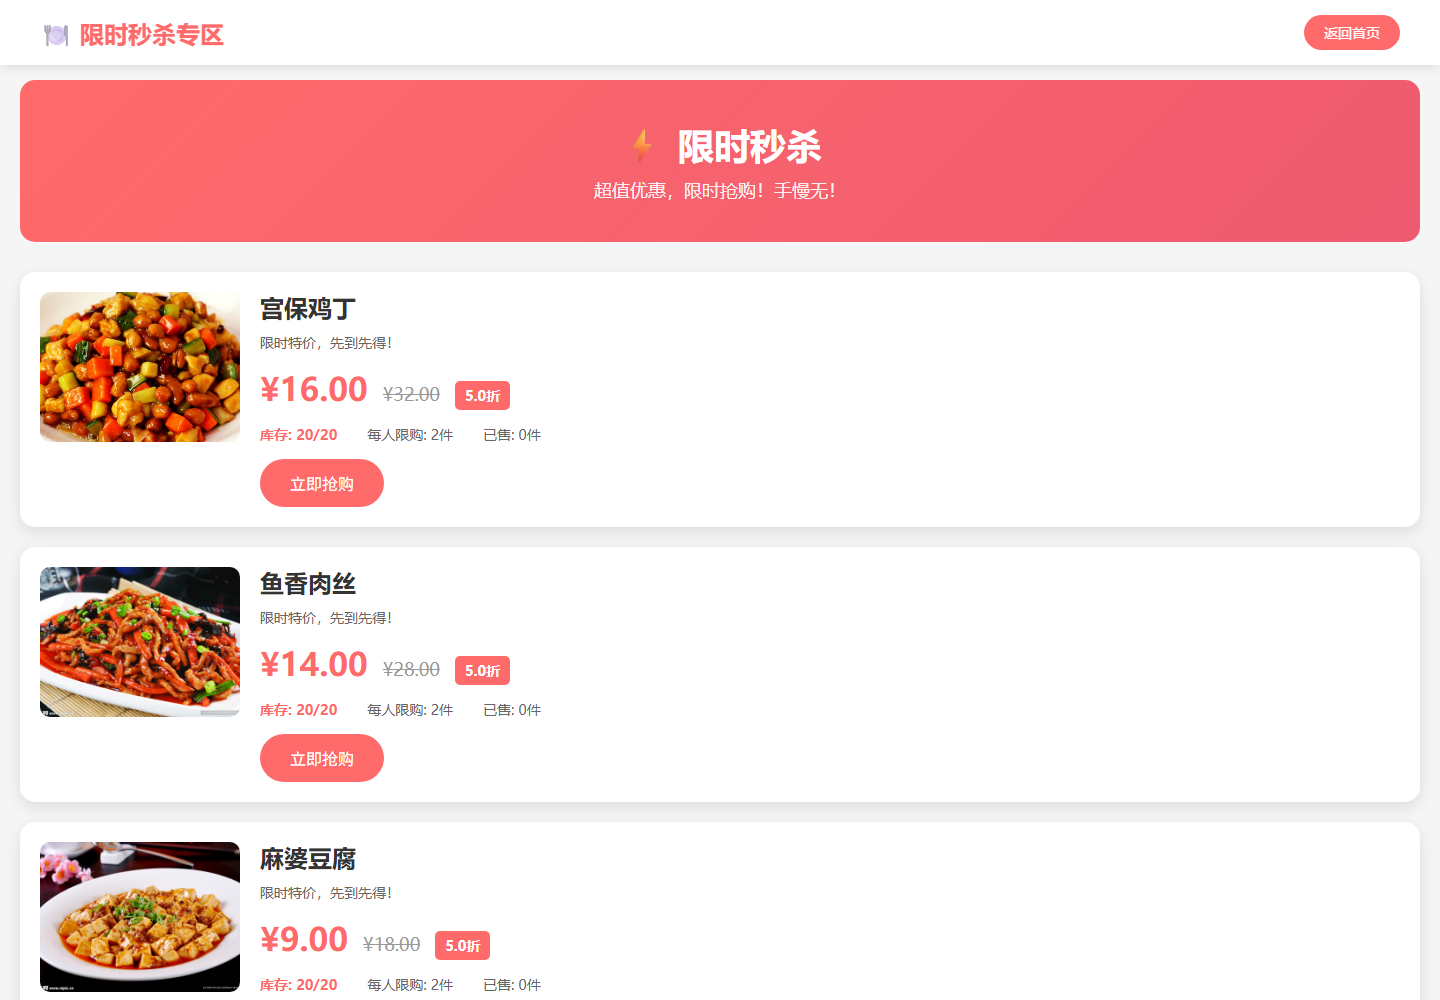 🍽️ 限时秒杀专区
返回首页
⚡ 限时秒杀
超值优惠，限时抢购！手慢无！
宫保鸡丁
限时特价，先到先得！
¥16.00 ¥32.00 5.0折
库存: 20/20 每人限购: 2件 已售: 0件
立即抢购
鱼香肉丝
限时特价，先到先得！
¥14.00 ¥28.00 5.0折
库存: 20/20 每人限购: 2件 已售: 0件
立即抢购
麻婆豆腐
限时特价，先到先得！
¥9.00 ¥18.00 5.0折
库存: 20/20 每人限购: 2件 已售: 0件